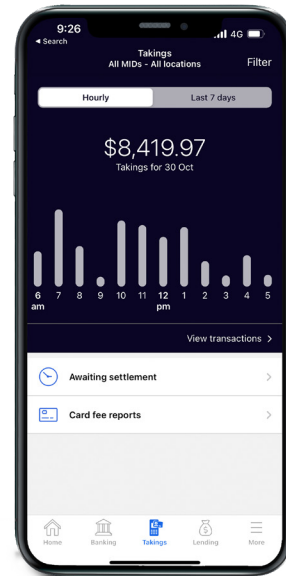 9:26
4G
◄ Search
Takings
All MIDs - All locations
Filter
Hourly
Last 7 days
$8,419.97
Takings for 30 Oct
6 7 8 9 10 11 12 1 2 3 4 5
am pm
View transactions >
Awaiting settlement
Card fee reports
Home Banking Takings Lending More